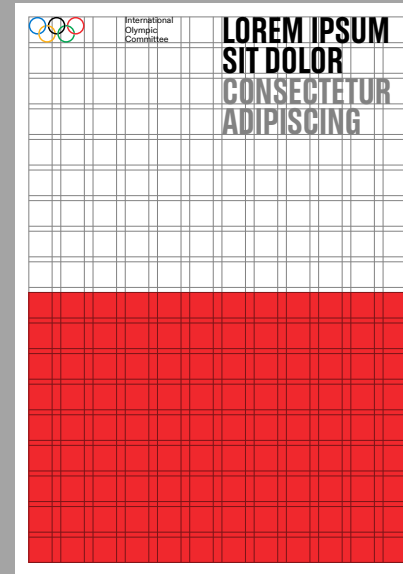 International
Olympic
Committee
LOREM IPSUM
SIT DOLOR
CONSECTETUR
ADIPISCING